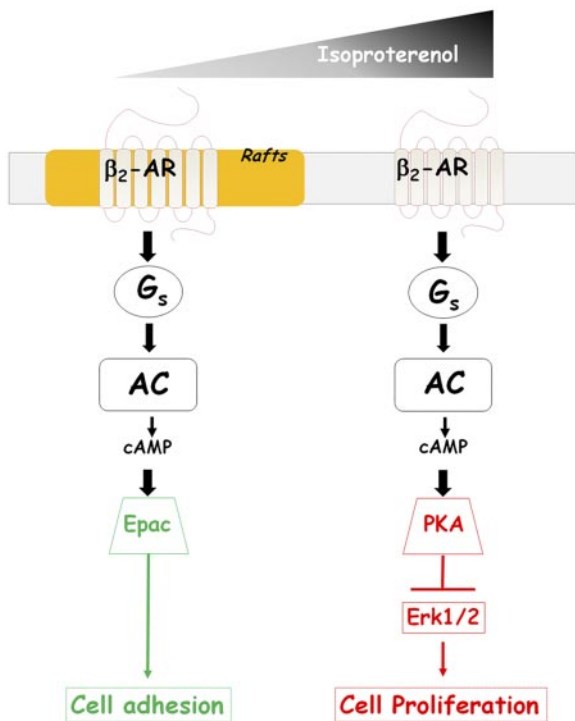 Isoproterenol
β₂-AR
Rafts
β₂-AR
Gₛ
Gₛ
AC
AC
cAMP
cAMP
Epac
PKA
Erk1/2
Cell adhesion
Cell Proliferation